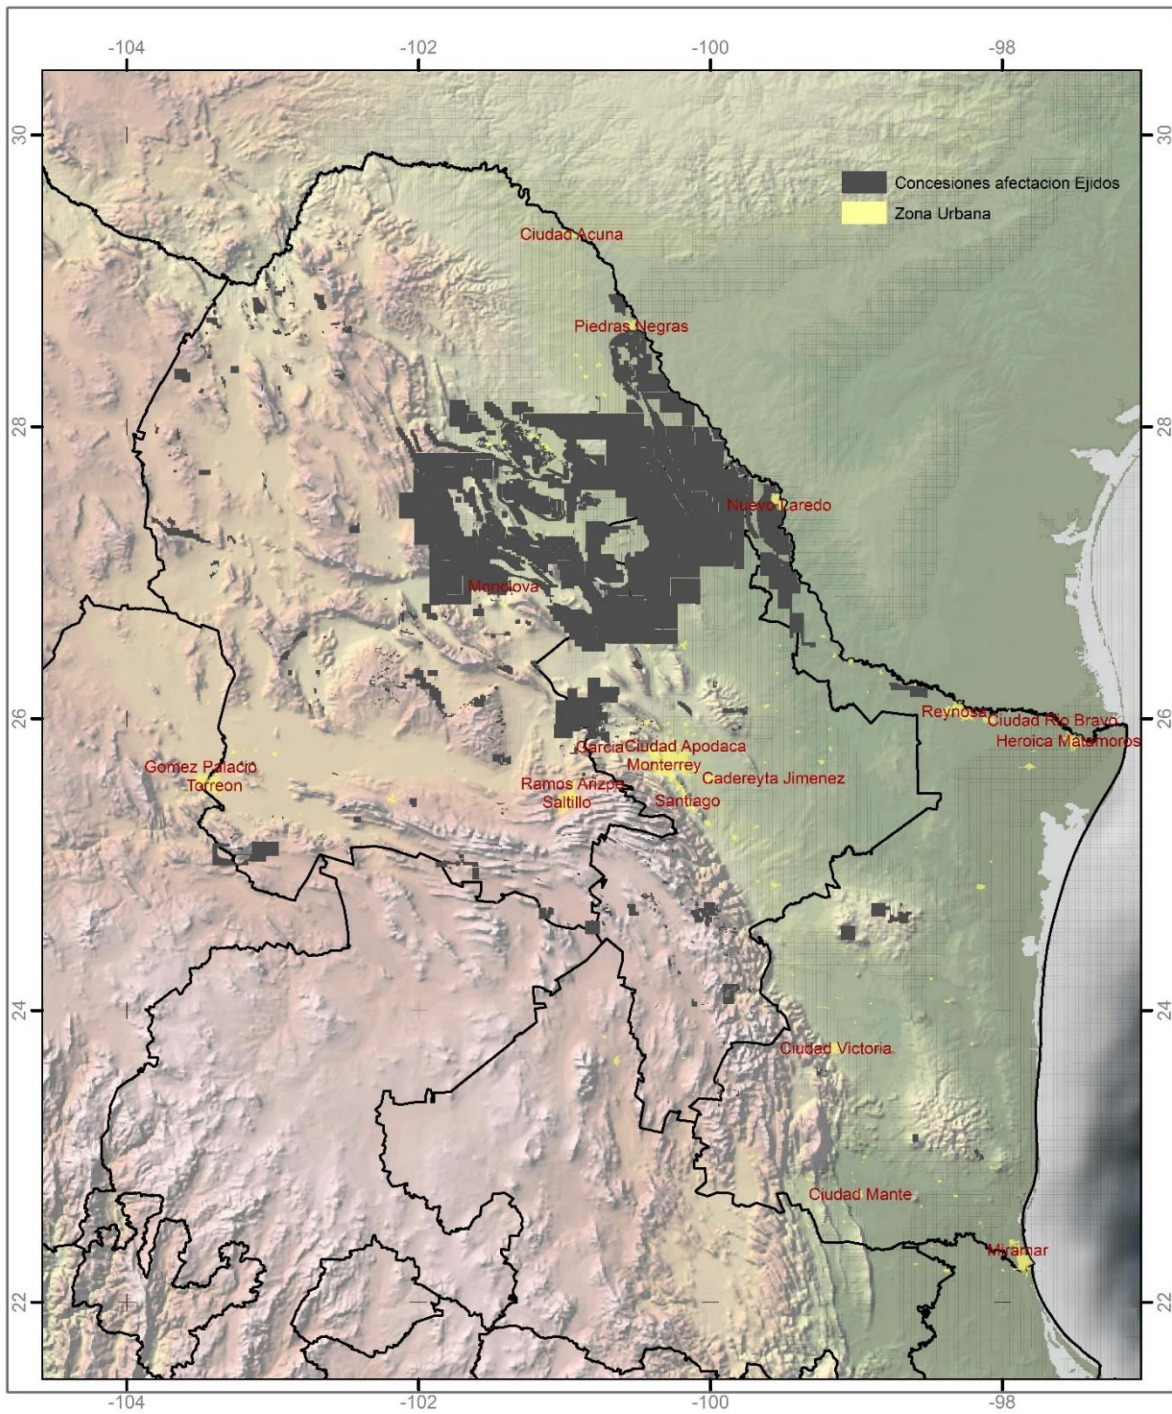 -104 -102 -100 -98
30 30
Concesiones afectacion Ejidos
Zona Urbana
Ciudad Acuna
Piedras Negras
28 28
Nuevo Laredo
Monclova
26 26
Reynosa
Ciudad Rio Bravo
Heroica Matamoros
Garcia
Ciudad Apodaca
Monterrey
Gomez Palacio
Torreon
Cadereyta Jimenez
Ramos Arizpe
Saltillo
Santiago
24 24
Ciudad Victoria
Ciudad Mante
Miramar
22 22
-104 -102 -100 -98